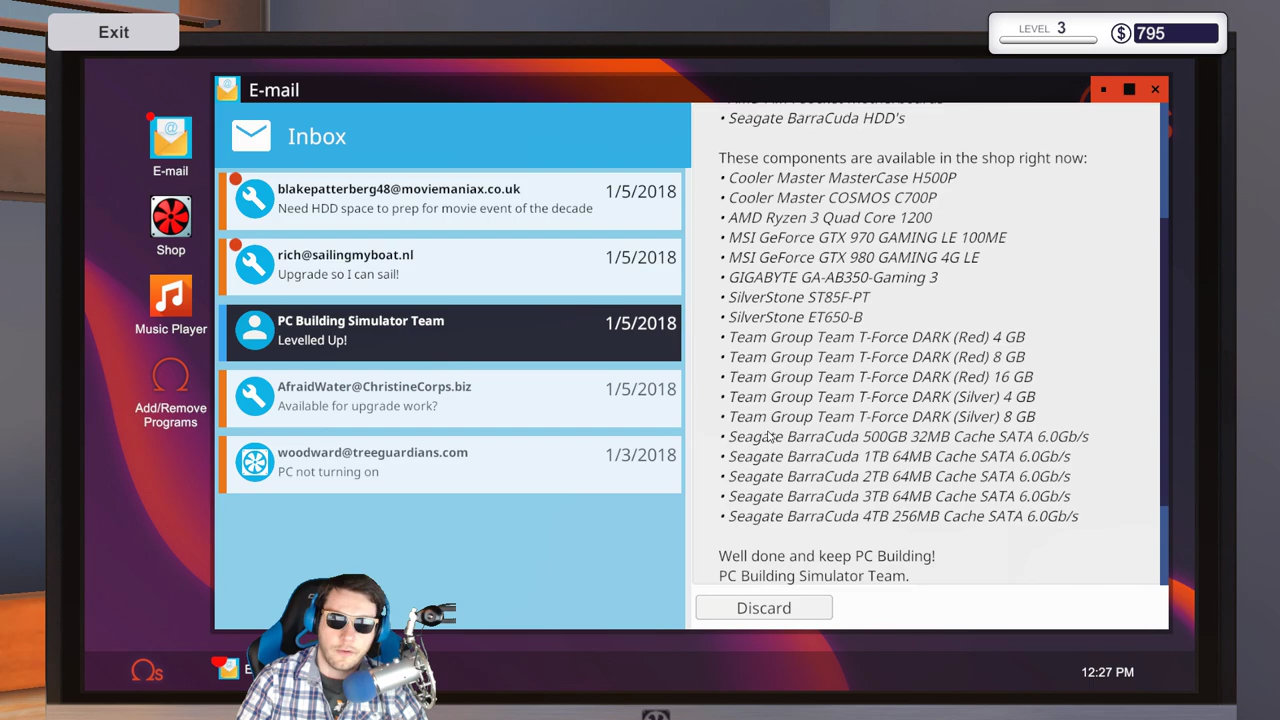 Exit
LEVEL 3
$ 795
E-mail
Inbox
E-mail
Shop
Music Player
Add/Remove
Programs
blakepatterberg48@moviemaniax.co.uk 1/5/2018
Need HDD space to prep for movie event of the decade
rich@sailingmyboat.nl 1/5/2018
Upgrade so I can sail!
PC Building Simulator Team 1/5/2018
Levelled Up!
AfraidWater@ChristineCorps.biz 1/5/2018
Available for upgrade work?
woodward@treeguardians.com 1/3/2018
PC not turning on
• Seagate BarraCuda HDD's
These components are available in the shop right now:
• Cooler Master MasterCase H500P
• Cooler Master COSMOS C700P
• AMD Ryzen 3 Quad Core 1200
• MSI GeForce GTX 970 GAMING LE 100ME
• MSI GeForce GTX 980 GAMING 4G LE
• GIGABYTE GA-AB350-Gaming 3
• SilverStone ST85F-PT
• SilverStone ET650-B
• Team Group Team T-Force DARK (Red) 4 GB
• Team Group Team T-Force DARK (Red) 8 GB
• Team Group Team T-Force DARK (Red) 16 GB
• Team Group Team T-Force DARK (Silver) 4 GB
• Team Group Team T-Force DARK (Silver) 8 GB
• Seagate BarraCuda 500GB 32MB Cache SATA 6.0Gb/s
• Seagate BarraCuda 1TB 64MB Cache SATA 6.0Gb/s
• Seagate BarraCuda 2TB 64MB Cache SATA 6.0Gb/s
• Seagate BarraCuda 3TB 64MB Cache SATA 6.0Gb/s
• Seagate BarraCuda 4TB 256MB Cache SATA 6.0Gb/s
Well done and keep PC Building!
PC Building Simulator Team.
Discard
Ωs
12:27 PM